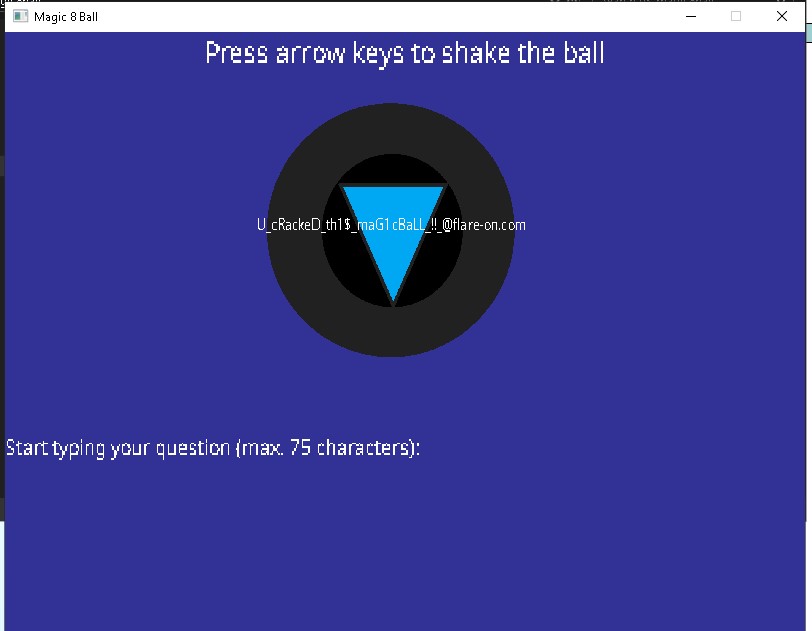 Magic 8 Ball
Press arrow keys to shake the ball
U_cRackeD_th1$_maG1cBaLL_!!_@flare-on.com
Start typing your question (max. 75 characters):